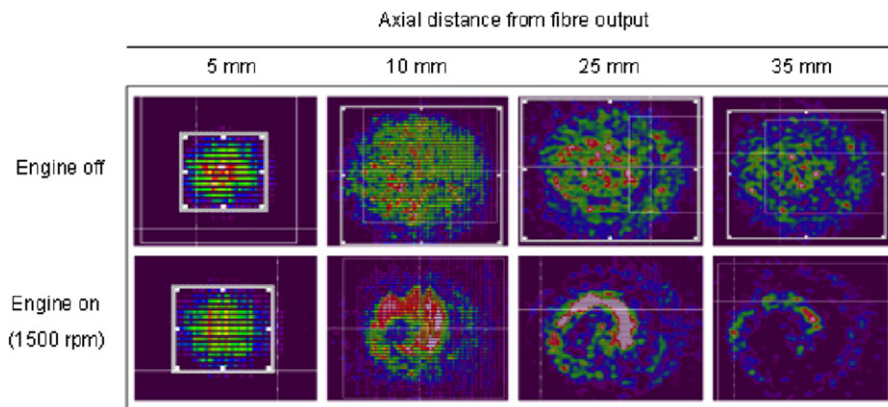 Axial distance from fibre output
5 mm 10 mm 25 mm 35 mm
Engine off
Engine on
(1500 rpm)